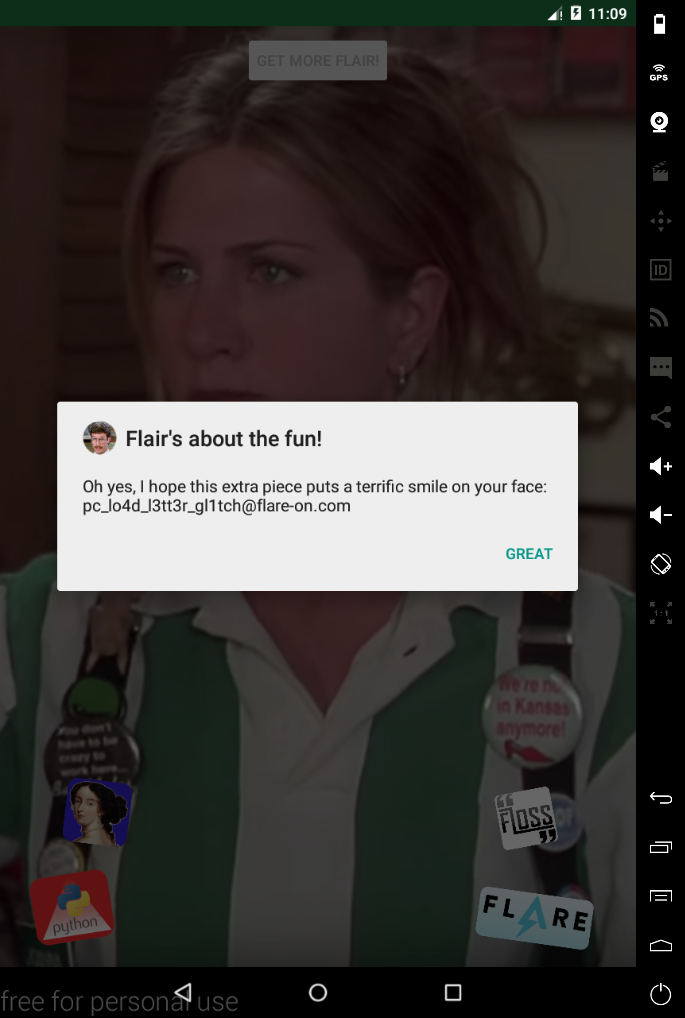 11:09
GPS
GET MORE FLAIR!
ID
Flair's about the fun!
Oh yes, I hope this extra piece puts a terrific smile on your face:
pc_lo4d_l3tt3r_gl1tch@flare-on.com
GREAT
1:1
We're not
in Kansas
anymore!
You don't
have to be
crazy to
work here...
FLOSS
python
FLARE
free for personal use